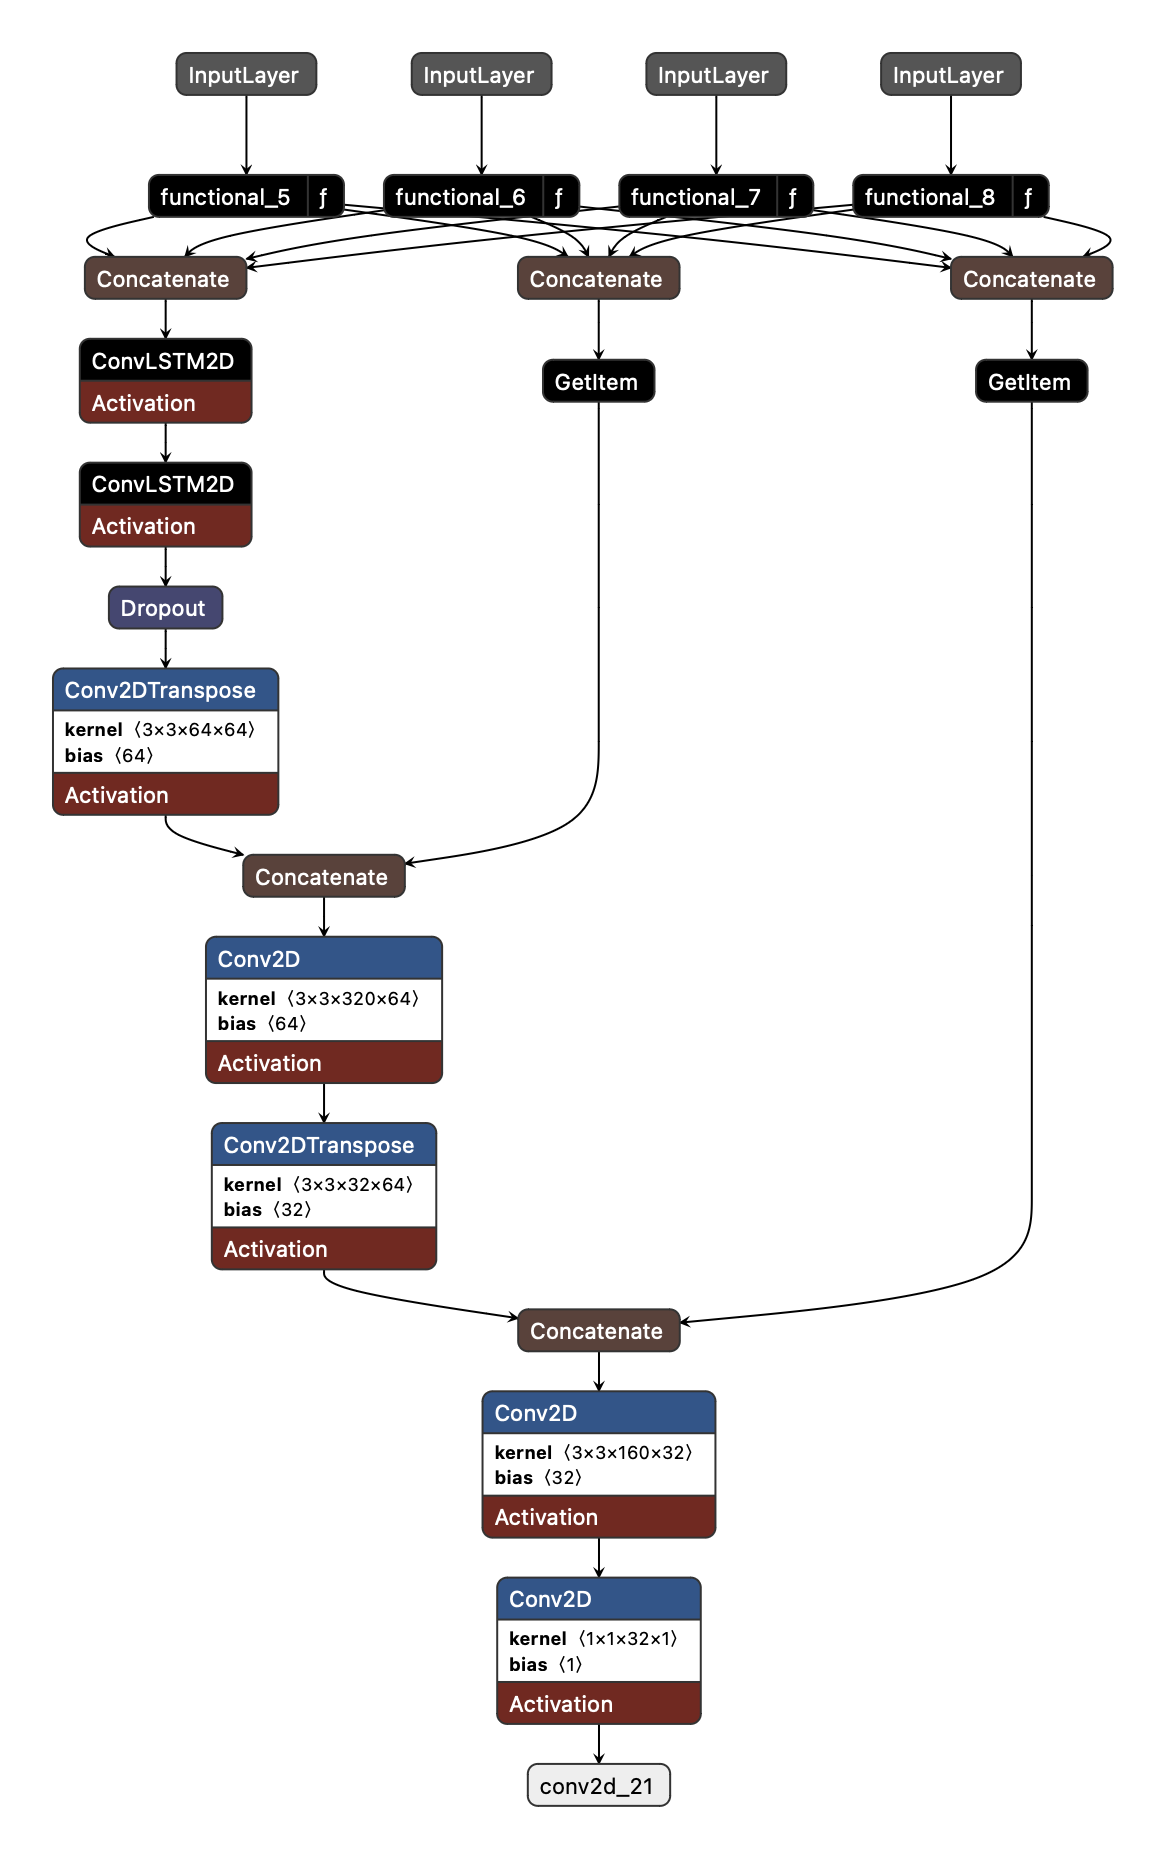 InputLayer
InputLayer
InputLayer
InputLayer
functional_5 ƒ
functional_6 ƒ
functional_7 ƒ
functional_8 ƒ
Concatenate
Concatenate
Concatenate
ConvLSTM2D
Activation
GetItem
GetItem
ConvLSTM2D
Activation
Dropout
Conv2DTranspose
kernel ⟨3×3×64×64⟩
bias ⟨64⟩
Activation
Concatenate
Conv2D
kernel ⟨3×3×320×64⟩
bias ⟨64⟩
Activation
Conv2DTranspose
kernel ⟨3×3×32×64⟩
bias ⟨32⟩
Activation
Concatenate
Conv2D
kernel ⟨3×3×160×32⟩
bias ⟨32⟩
Activation
Conv2D
kernel ⟨1×1×32×1⟩
bias ⟨1⟩
Activation
conv2d_21